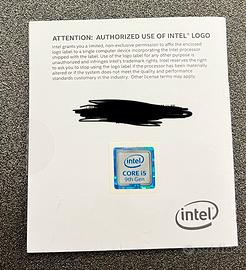 ATTENTION: AUTHORIZED USE OF INTEL® LOGO
Intel grants you a limited, non-exclusive permission to affix the enclosed
logo label to a single computer device incorporating the Intel processor
shipped with the label. Use of the logo label for any other purpose is
unauthorized and infringes Intel's trademark rights. Intel reserves the right
to ask you to stop using the logo label if the processor has been materially
altered or if it does not meet the quality and performance
standards customary in the industry. Other license terms may apply.
intel
CORE i5
9th Gen
intel